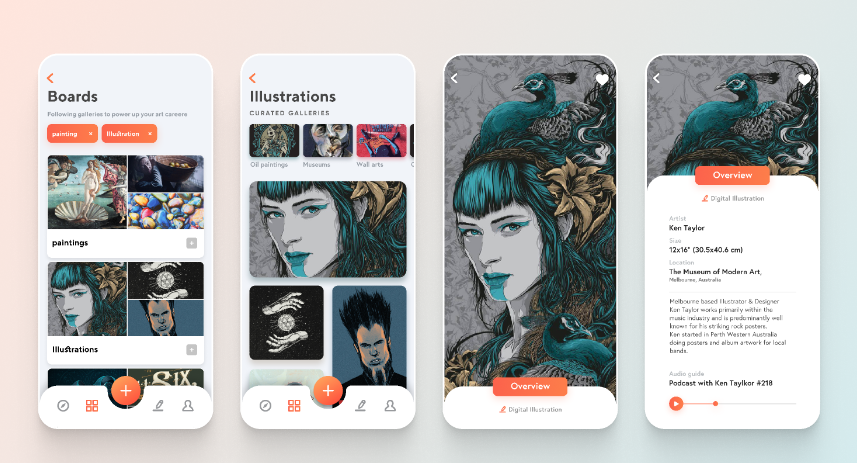 Boards
Following galleries to power up your art careere
painting ×
Illustration ×
paintings
Illustrations
SIX
Illustrations
CURATED GALLERIES
Oil paintings
Museums
Wall arts
Overview
Digital Illustration
Overview
Digital Illustration
Artist
Ken Taylor
Size
12x16" (30.5x40.6 cm)
Location
The Museum of Modern Art,
Melbourne, Australia
Melbourne based Illustrator & Designer
Ken Taylor works primarily within the
music industry and is predominantly well
known for his striking rock posters.
Ken started in Perth Western Australia
doing posters and album artwork for local
bands.
Audio guide
Podcast with Ken Taylkor #218